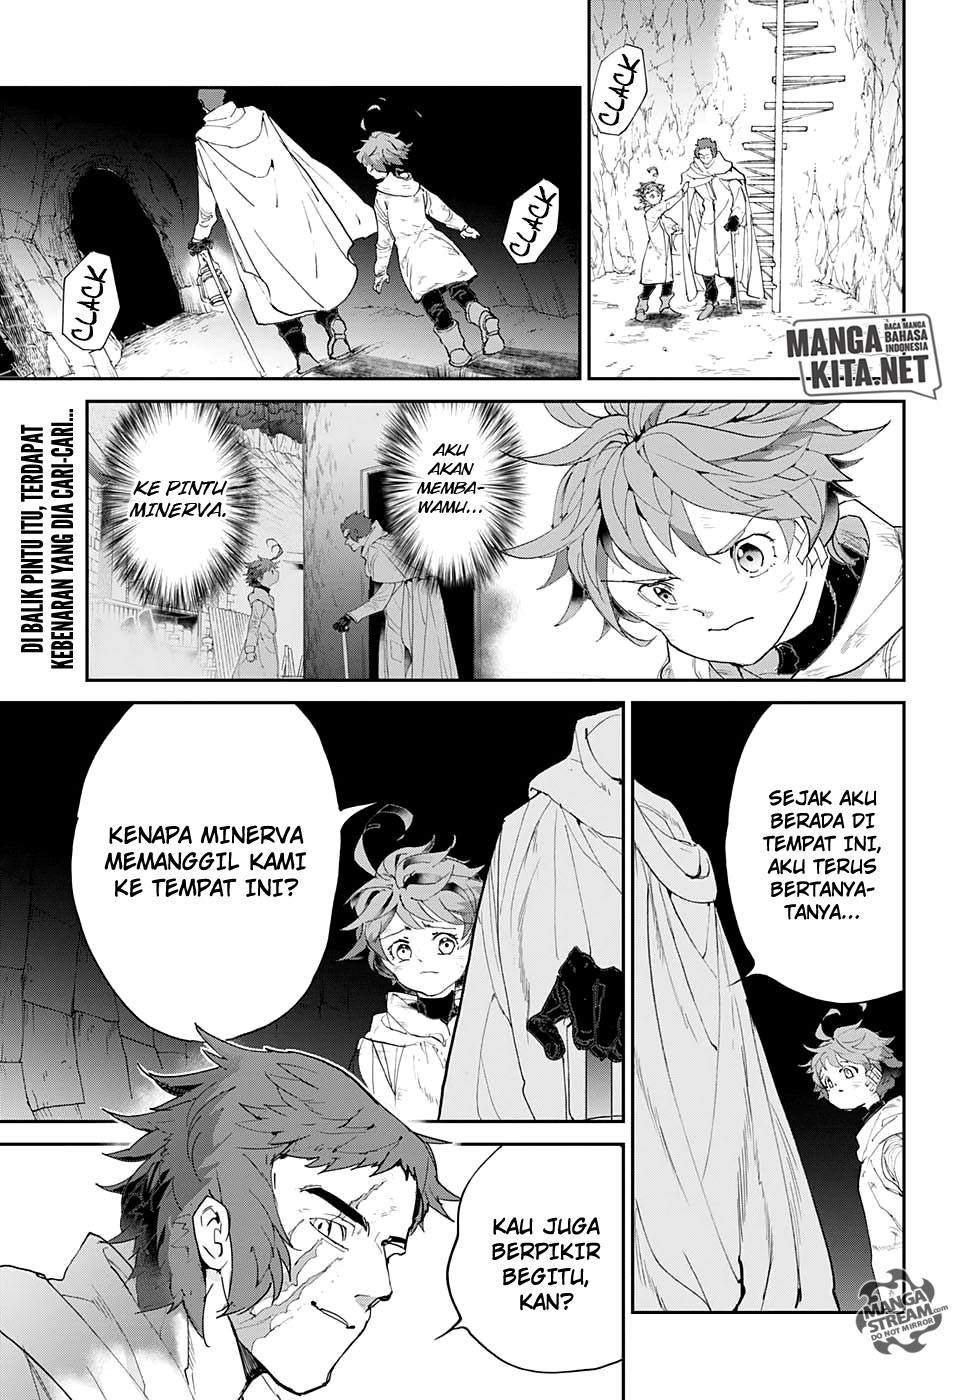 CLACK
CLACK
CLACK
CLACK
MANGA
KITA.NET
BACA MANGA
BAHASA
INDONESIA
DI BALIK PINTU ITU, TERDAPAT
KEBENARAN YANG DIA CARI-CARI...
AKU
AKAN
MEMBA-
WAMU...
KE PINTU
MINERVA.
SEJAK AKU
BERADA DI
TEMPAT INI,
AKU TERUS
BERTANYA-
TANYA...
KENAPA MINERVA
MEMANGGIL KAMI
KE TEMPAT INI?
KAU JUGA
BERPIKIR
BEGITU,
KAN?
MANGA
STREAM.com
DO NOT MIRROR!